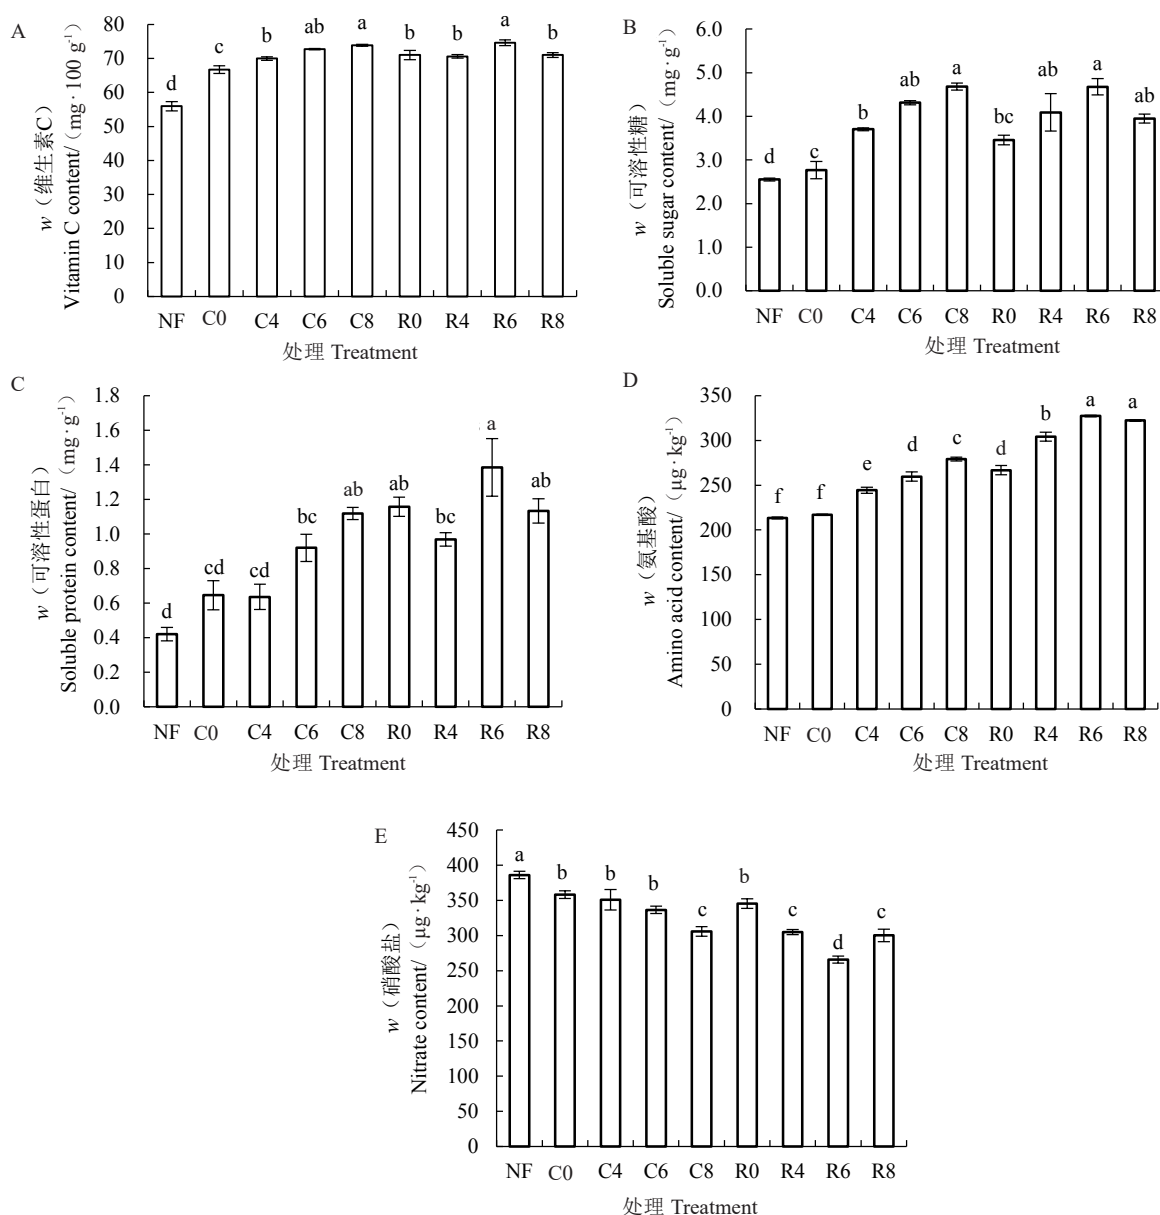 A
w（维生素C）
Vitamin C content/（mg·100 g⁻¹）
80
70
60
50
40
30
20
10
0
d
c
b
ab
a
b
b
a
b
NF C0 C4 C6 C8 R0 R4 R6 R8
处理 Treatment
B
w（可溶性糖）
Soluble sugar content/（mg·g⁻¹）
6.0
5.0
4.0
3.0
2.0
1.0
0.0
d
c
b
ab
a
bc
ab
a
ab
NF C0 C4 C6 C8 R0 R4 R6 R8
处理 Treatment
C
w（可溶性蛋白）
Soluble protein content/（mg·g⁻¹）
1.8
1.6
1.4
1.2
1.0
0.8
0.6
0.4
0.2
0.0
d
cd
cd
bc
ab
ab
bc
a
ab
NF C0 C4 C6 C8 R0 R4 R6 R8
处理 Treatment
D
w（氨基酸）
Amino acid content/（μg·kg⁻¹）
350
300
250
200
150
100
50
0
f
f
e
d
c
d
b
a
a
NF C0 C4 C6 C8 R0 R4 R6 R8
处理 Treatment
E
w（硝酸盐）
Nitrate content/（μg·kg⁻¹）
450
400
350
300
250
200
150
100
50
0
a
b
b
b
c
b
c
d
c
NF C0 C4 C6 C8 R0 R4 R6 R8
处理 Treatment